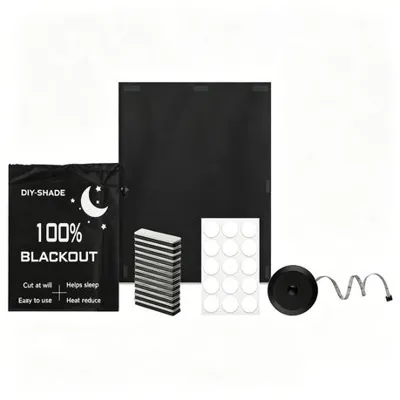 DIY-SHADE
100%
BLACKOUT
Cut at will Helps sleep
Easy to use Heat reduce